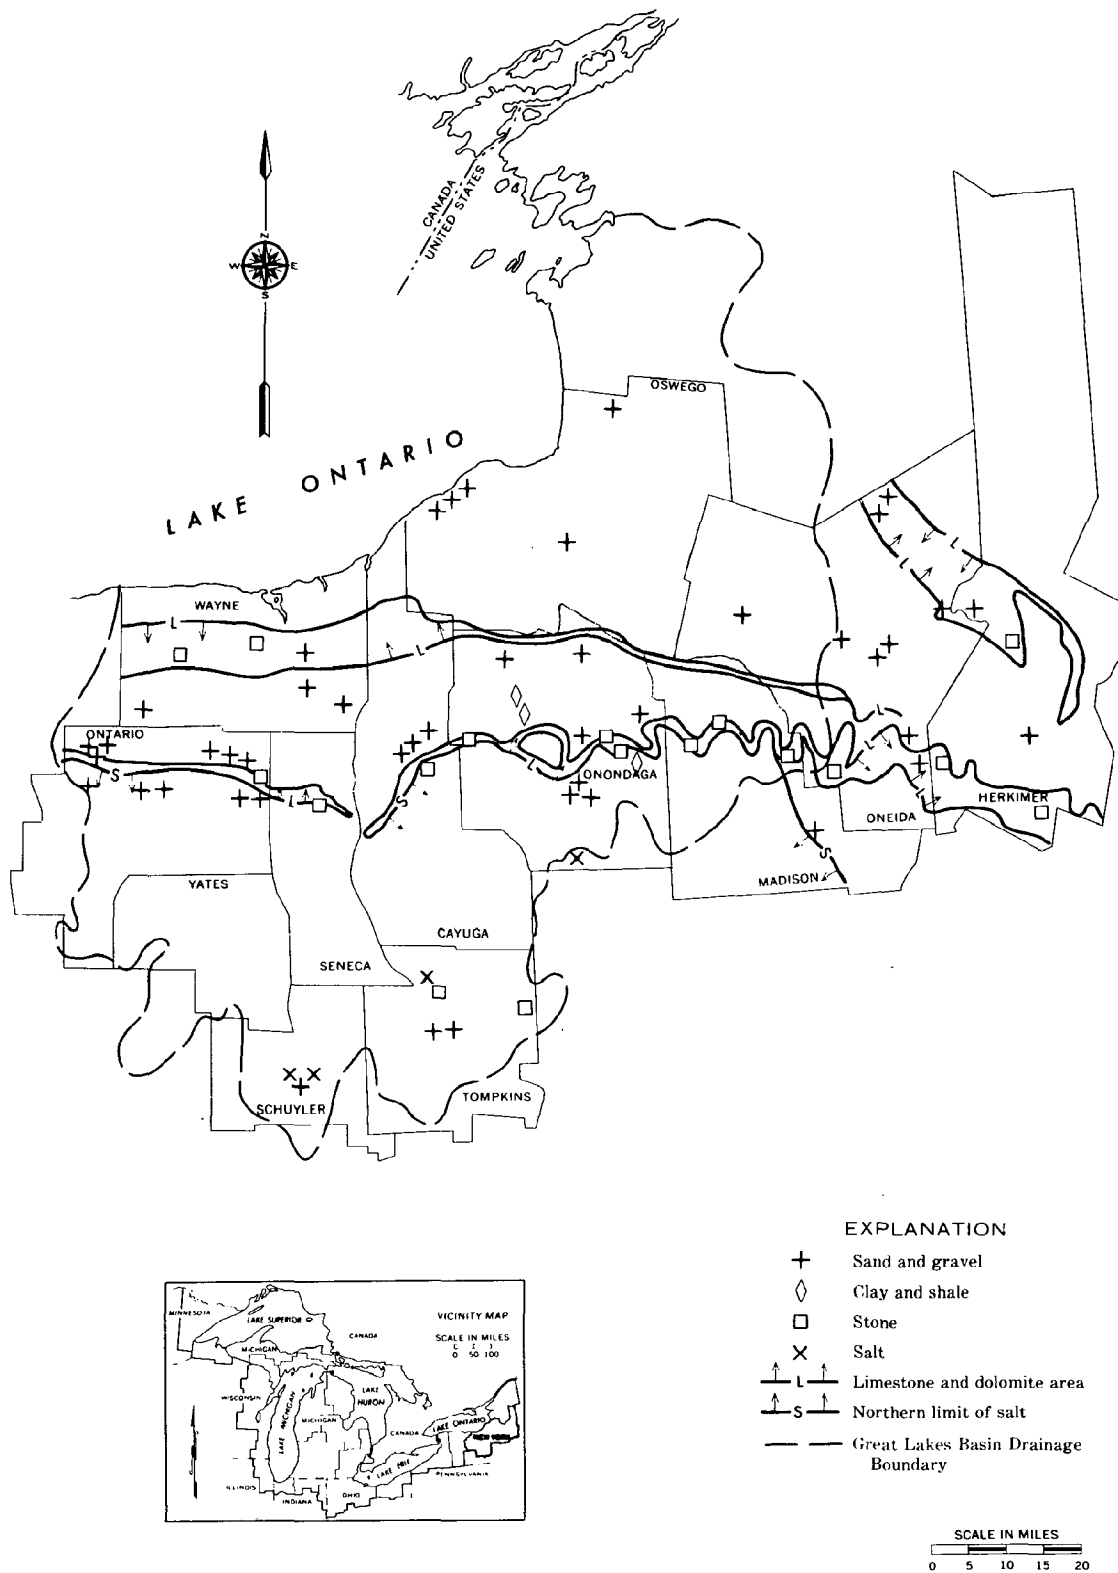 CANADA
UNITED STATES
N
W E
S
OSWEGO
LAKE ONTARIO
L
WAYNE
L
L
L
L
L
ONTARIO
S
L
S
L
ONONDAGA
L
L
HERKIMER
ONEIDA
S
MADISON
YATES
CAYUGA
SENECA
TOMPKINS
SCHUYLER
EXPLANATION
Sand and gravel
Clay and shale
Stone
Salt
L Limestone and dolomite area
S Northern limit of salt
Great Lakes Basin Drainage
Boundary
VICINITY MAP
SCALE IN MILES
0 50 100
MINNESOTA
LAKE SUPERIOR
CANADA
MICHIGAN
WISCONSIN
LAKE MICHIGAN
LAKE
HURON
MICHIGAN
CANADA
LAKE ONTARIO
NEW YORK
LAKE ERIE
PENNSYLVANIA
ILLINOIS
INDIANA
OHIO
SCALE IN MILES
0 5 10 15 20